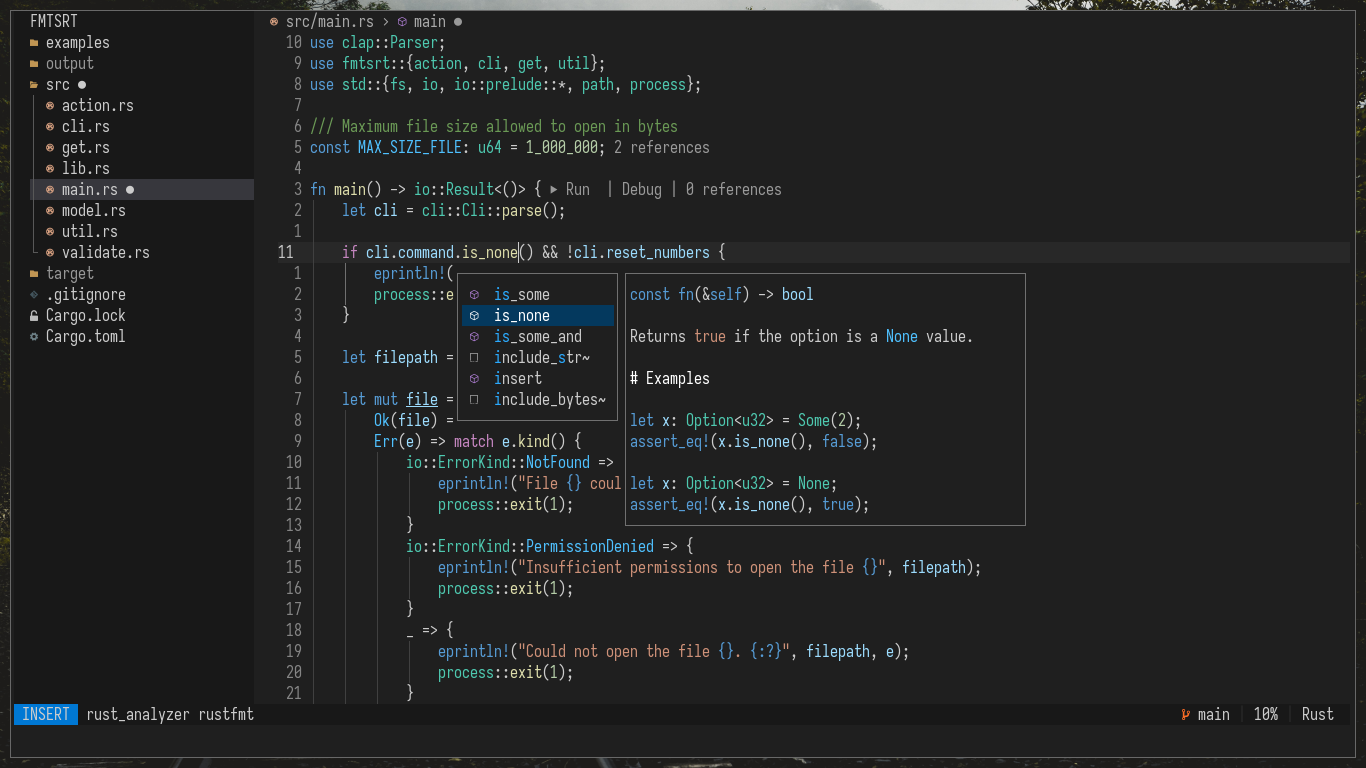 FMTSRT
examples
output
src ●
action.rs
cli.rs
get.rs
lib.rs
main.rs ●
model.rs
util.rs
validate.rs
target
.gitignore
Cargo.lock
Cargo.toml
src/main.rs > main ●
10 use clap::Parser;
9 use fmtsrt::{action, cli, get, util};
8 use std::{fs, io, io::prelude::*, path, process};
7
6 /// Maximum file size allowed to open in bytes
5 const MAX_SIZE_FILE: u64 = 1_000_000; 2 references
4
3 fn main() -> io::Result<()> { ▶ Run | Debug | 0 references
2 let cli = cli::Cli::parse();
1
11 if cli.command.is_none() && !cli.reset_numbers {
1 eprintln!(
2 process::e
3 }
4
5 let filepath =
6
7 let mut file =
8 Ok(file) =
9 Err(e) => match e.kind() {
10 io::ErrorKind::NotFound =>
11 eprintln!("File {} coul
12 process::exit(1);
13 }
14 io::ErrorKind::PermissionDenied => {
15 eprintln!("Insufficient permissions to open the file {}", filepath);
16 process::exit(1);
17 }
18 _ => {
19 eprintln!("Could not open the file {}. {:?}", filepath, e);
20 process::exit(1);
21 }
is_some
is_none
is_some_and
include_str~
insert
include_bytes~
const fn(&self) -> bool
Returns true if the option is a None value.
# Examples
let x: Option<u32> = Some(2);
assert_eq!(x.is_none(), false);
let x: Option<u32> = None;
assert_eq!(x.is_none(), true);
INSERT rust_analyzer rustfmt
main | 10% | Rust